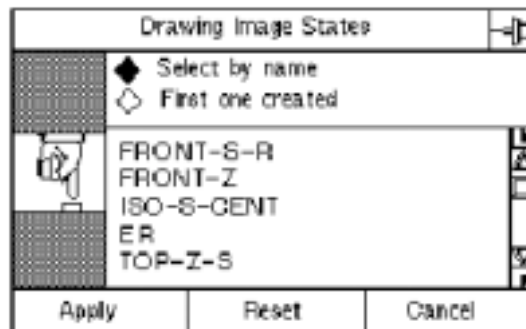 Drawing Image States
Select by name
First one created
FRONT-S-R
FRONT-Z
ISO-S-CENT
ER
TOP-Z-S
Apply Reset Cancel